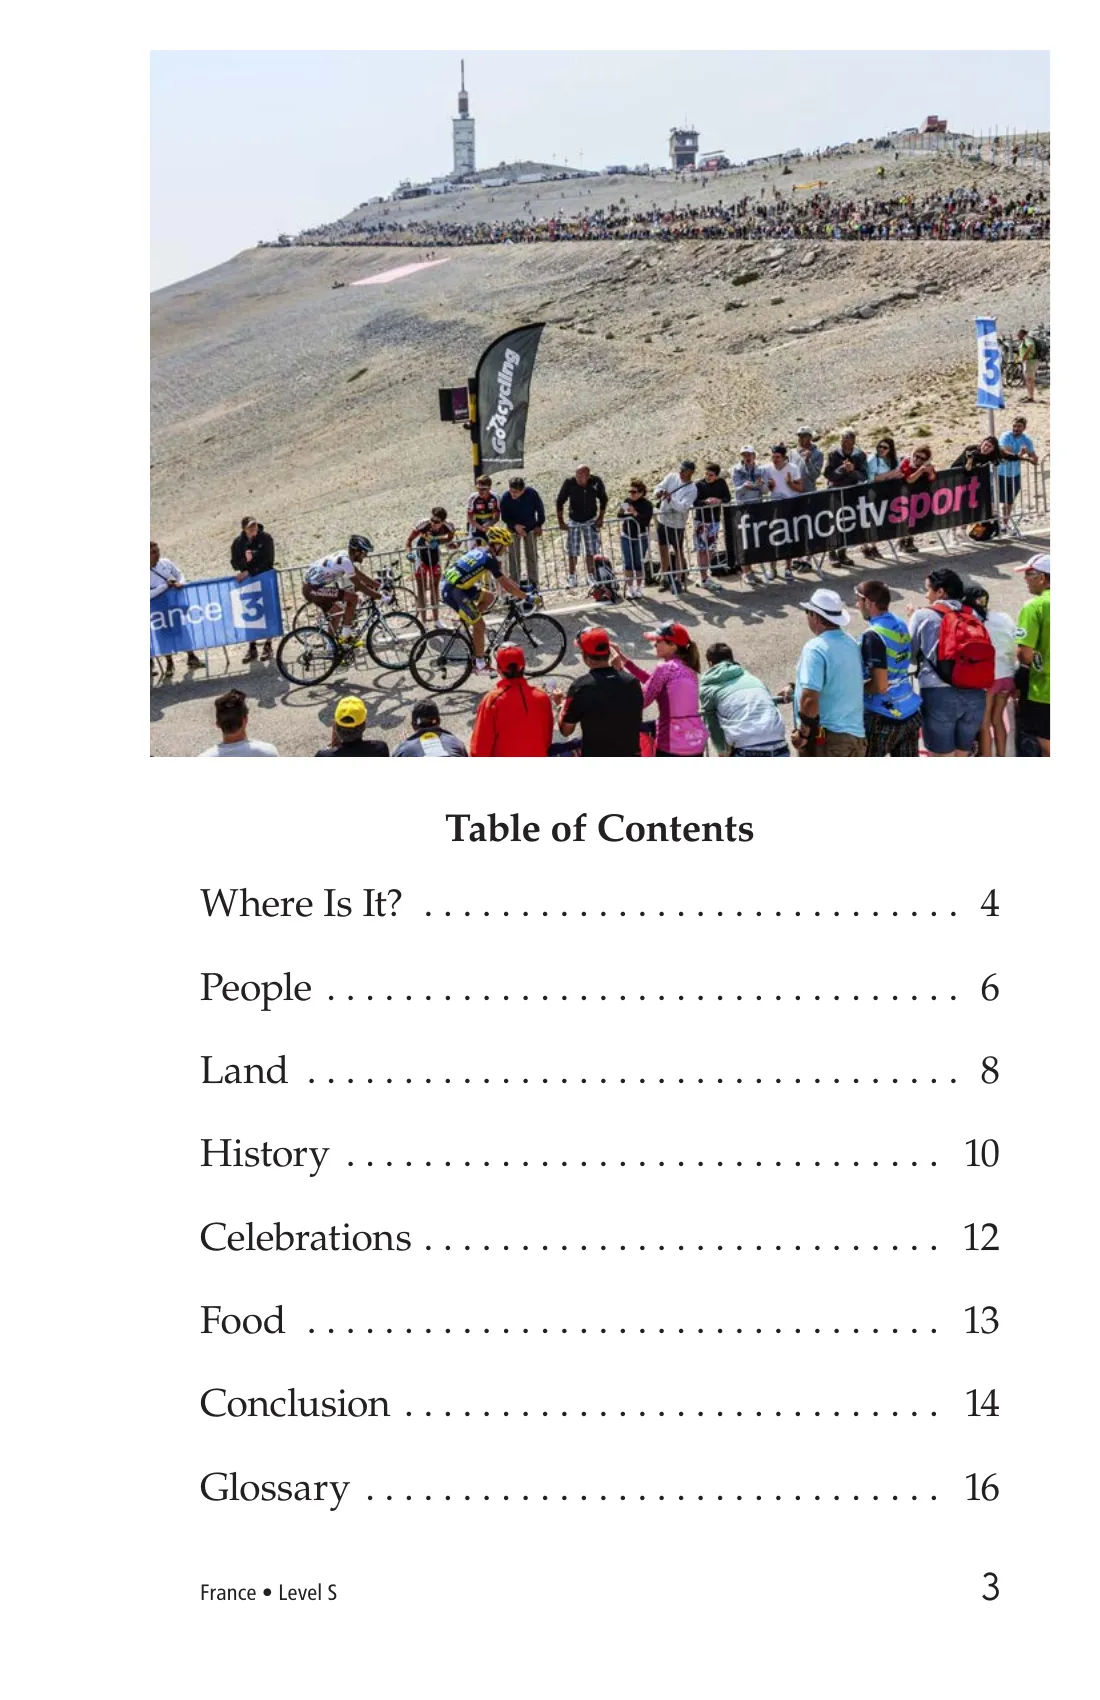 Go4cycling
3
francetvsport
ance 3
Table of Contents
Where Is It? . . . . . . . . . . . . . . . . . . . . . . . . . . . . 4
People . . . . . . . . . . . . . . . . . . . . . . . . . . . . . . . . . 6
Land . . . . . . . . . . . . . . . . . . . . . . . . . . . . . . . . . . 8
History . . . . . . . . . . . . . . . . . . . . . . . . . . . . . . . 10
Celebrations . . . . . . . . . . . . . . . . . . . . . . . . . . . 12
Food . . . . . . . . . . . . . . . . . . . . . . . . . . . . . . . . . 13
Conclusion . . . . . . . . . . . . . . . . . . . . . . . . . . . . 14
Glossary . . . . . . . . . . . . . . . . . . . . . . . . . . . . . . 16
France • Level S 3